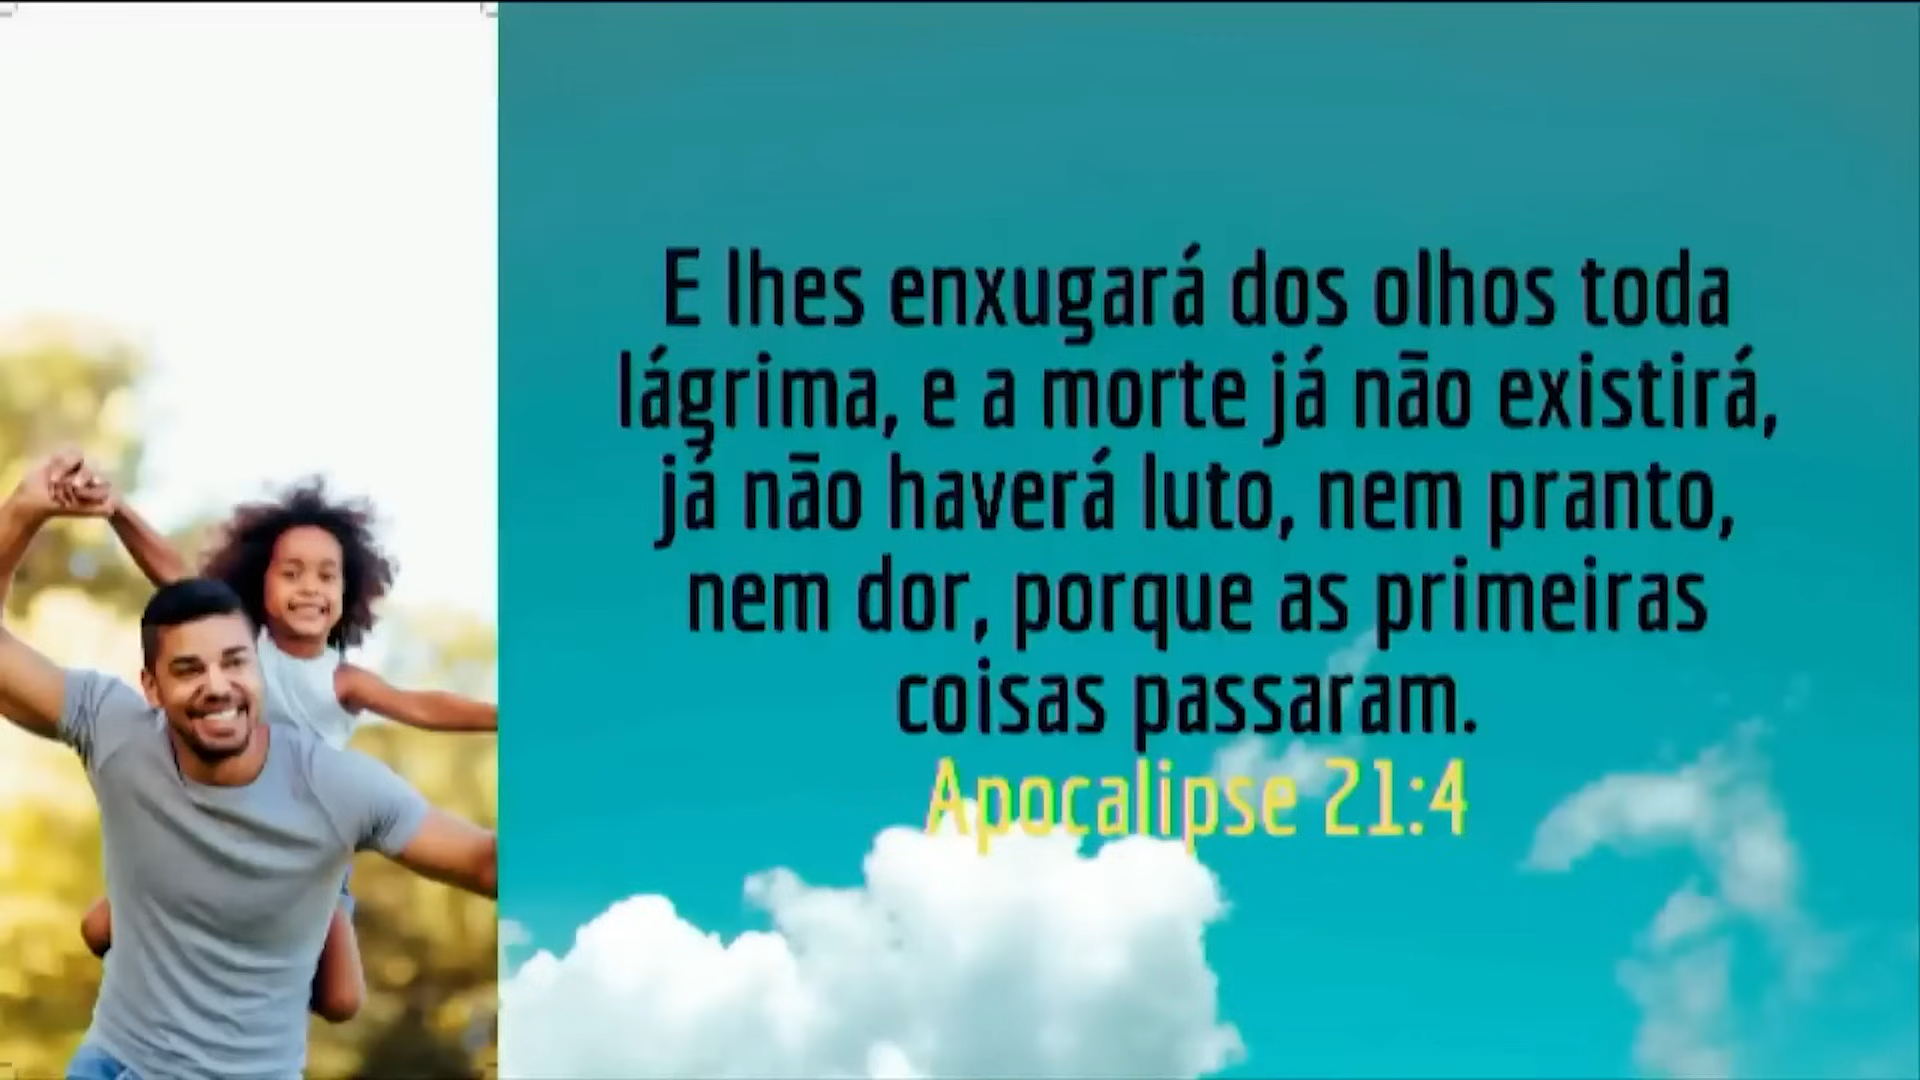 E lhes enxugará dos olhos toda
lágrima, e a morte já não existirá,
já não haverá luto, nem pranto,
nem dor, porque as primeiras
coisas passaram.
Apocalipse 21:4